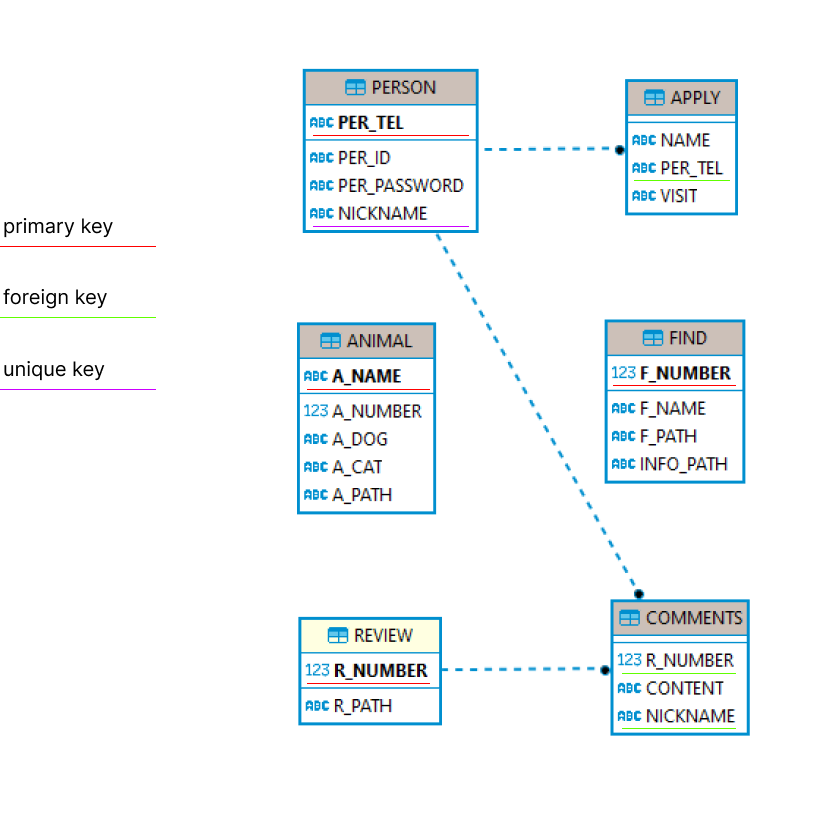 primary key
foreign key
unique key
PERSON
ABC PER_TEL
ABC PER_ID
ABC PER_PASSWORD
ABC NICKNAME
APPLY
ABC NAME
ABC PER_TEL
ABC VISIT
ANIMAL
ABC A_NAME
123 A_NUMBER
ABC A_DOG
ABC A_CAT
ABC A_PATH
FIND
123 F_NUMBER
ABC F_NAME
ABC F_PATH
ABC INFO_PATH
REVIEW
123 R_NUMBER
ABC R_PATH
COMMENTS
123 R_NUMBER
ABC CONTENT
ABC NICKNAME